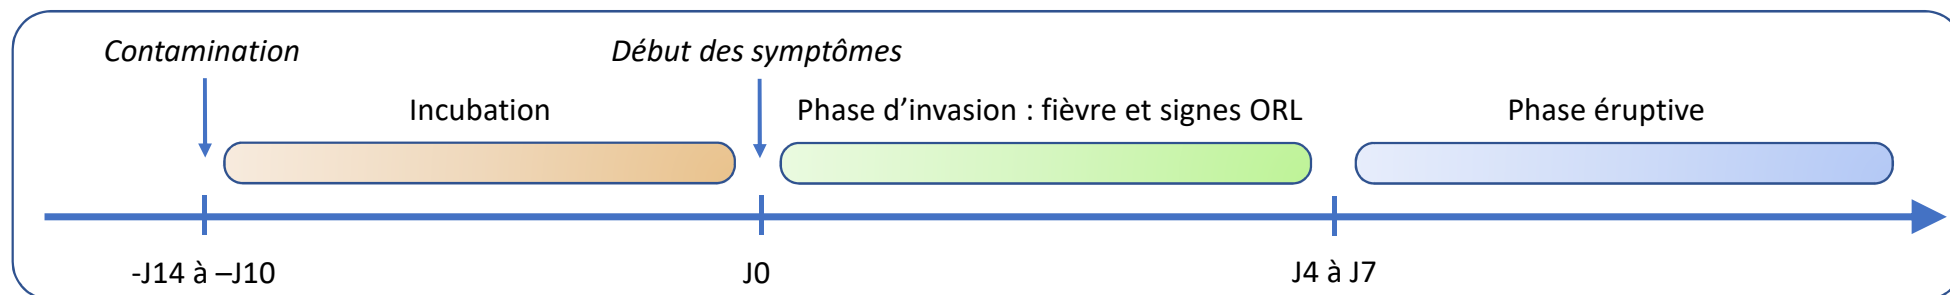 Contamination
Début des symptômes
Incubation
Phase d’invasion : fièvre et signes ORL
Phase éruptive
-J14 à –J10
J0
J4 à J7